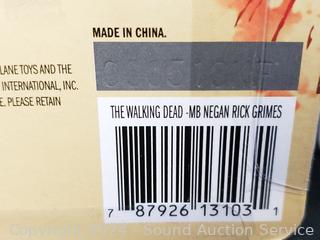 MADE IN CHINA.
LANE TOYS AND THE
INTERNATIONAL, INC.
E. PLEASE RETAIN
THE WALKING DEAD -MB NEGAN RICK GRIMES
7 87926 13103 1
Copyright 2024 - Sound Auction Service